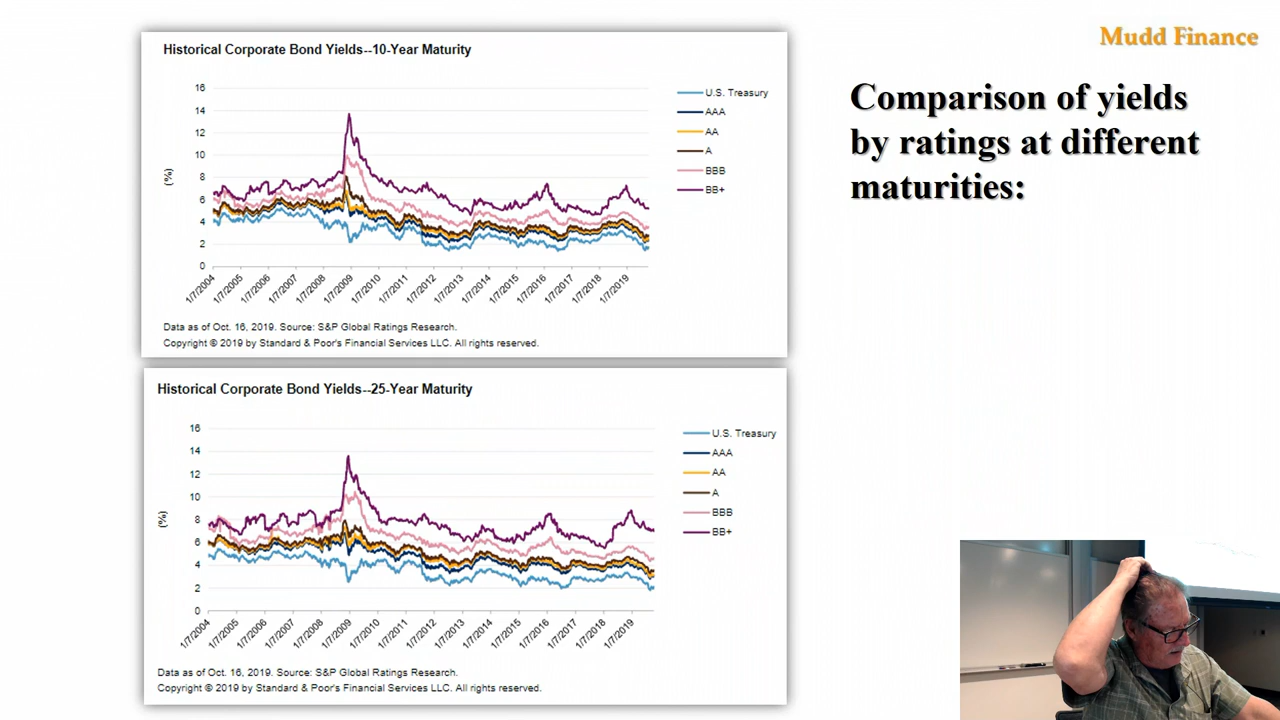 Mudd Finance
Comparison of yields
by ratings at different
maturities:
Historical Corporate Bond Yields--10-Year Maturity
16
14
12
10
8
6
4
2
0
(%)
1/7/2004
1/7/2005
1/7/2006
1/7/2007
1/7/2008
1/7/2009
1/7/2010
1/7/2011
1/7/2012
1/7/2013
1/7/2014
1/7/2015
1/7/2016
1/7/2017
1/7/2018
1/7/2019
U.S. Treasury
AAA
AA
A
BBB
BB+
Data as of Oct. 16, 2019. Source: S&P Global Ratings Research.
Copyright © 2019 by Standard & Poor's Financial Services LLC. All rights reserved.
Historical Corporate Bond Yields--25-Year Maturity
16
14
12
10
8
6
4
2
0
(%)
1/7/2004
1/7/2005
1/7/2006
1/7/2007
1/7/2008
1/7/2009
1/7/2010
1/7/2011
1/7/2012
1/7/2013
1/7/2014
1/7/2015
1/7/2016
1/7/2017
1/7/2018
1/7/2019
U.S. Treasury
AAA
AA
A
BBB
BB+
Data as of Oct. 16, 2019. Source: S&P Global Ratings Research.
Copyright © 2019 by Standard & Poor's Financial Services LLC. All rights reserved.